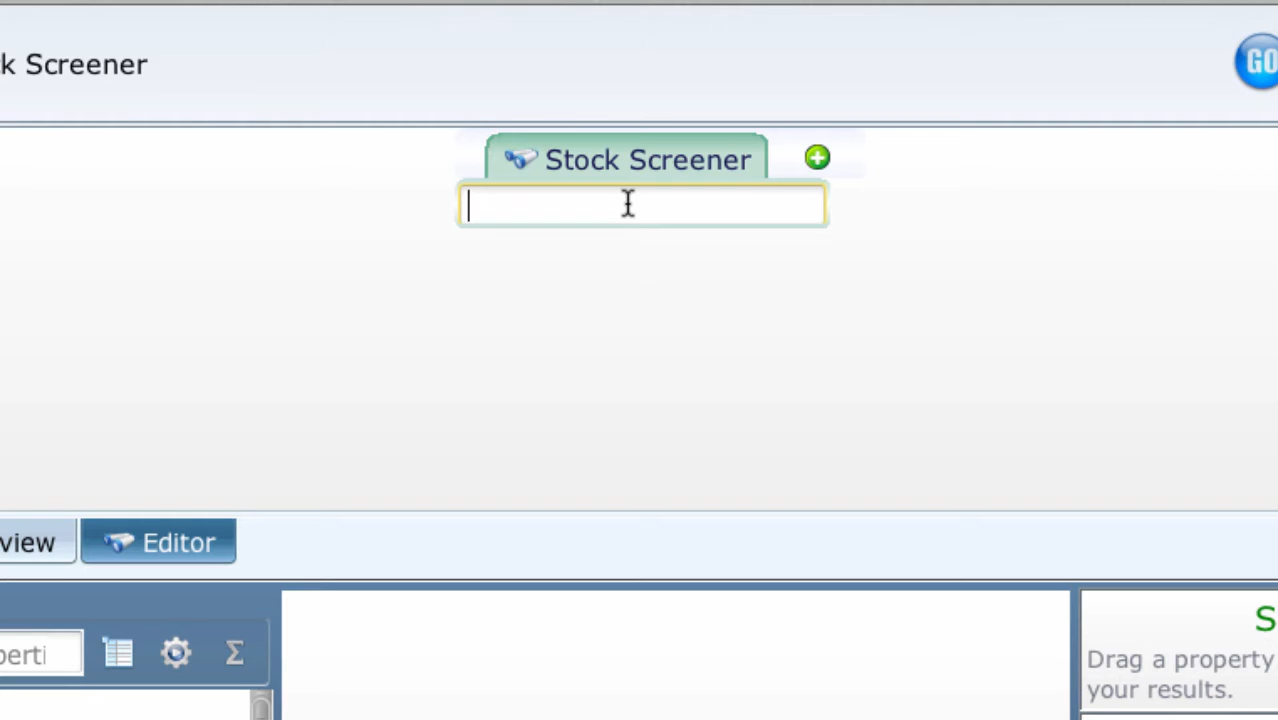 k Screener
GO
Stock Screener
view
Editor
perti
Σ
S
Drag a property
your results.